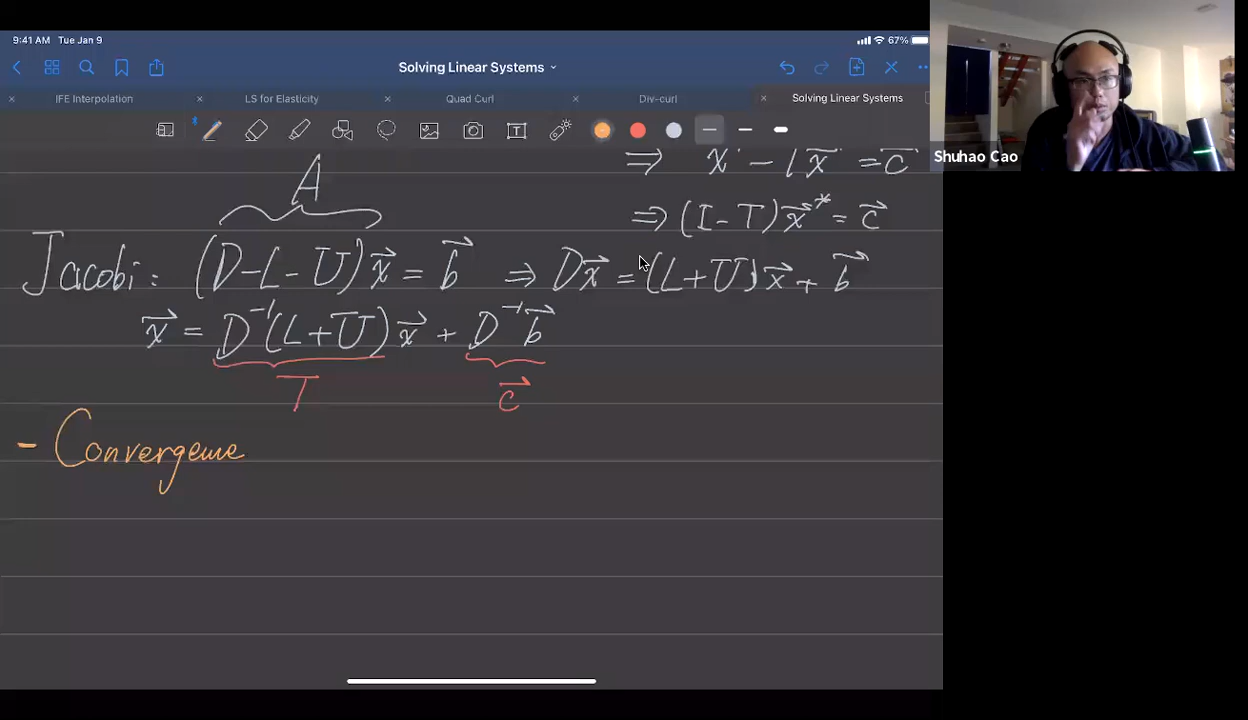 9:41 AM Tue Jan 9
67%
Solving Linear Systems
IFE Interpolation
LS for Elasticity
Quad Curl
Div-curl
Solving Linear Systems
Shuhao Cao
⇒ x⃗* - Tx⃗* = c⃗
⇒ (I - T)x⃗* = c⃗
A
Jacobi: (D-L-U)x⃗ = b⃗ ⇒ Dx⃗ = (L+U)x⃗ + b⃗
x⃗ = D⁻¹(L+U)x⃗ + D⁻¹b⃗
T c⃗
- Convergence